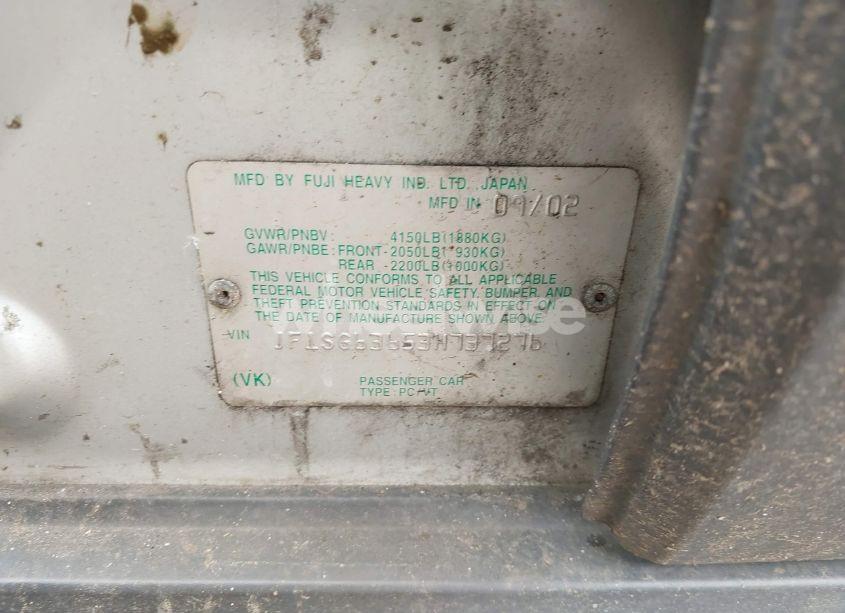 MFD BY FUJI HEAVY IND. LTD. JAPAN
MFD IN 09/02
GVWR/PNBV: 4150LB(1880KG)
GAWR/PNBE: FRONT-2050LB( 930KG)
REAR -2200LB(1000KG)
THIS VEHICLE CONFORMS TO ALL APPLICABLE
FEDERAL MOTOR VEHICLE SAFETY, BUMPER, AND
THEFT PREVENTION STANDARDS IN EFFECT ON
THE DATE OF MANUFACTURE SHOWN ABOVE.
VIN
(VK)
PASSENGER CAR
TYPE: PC/VT